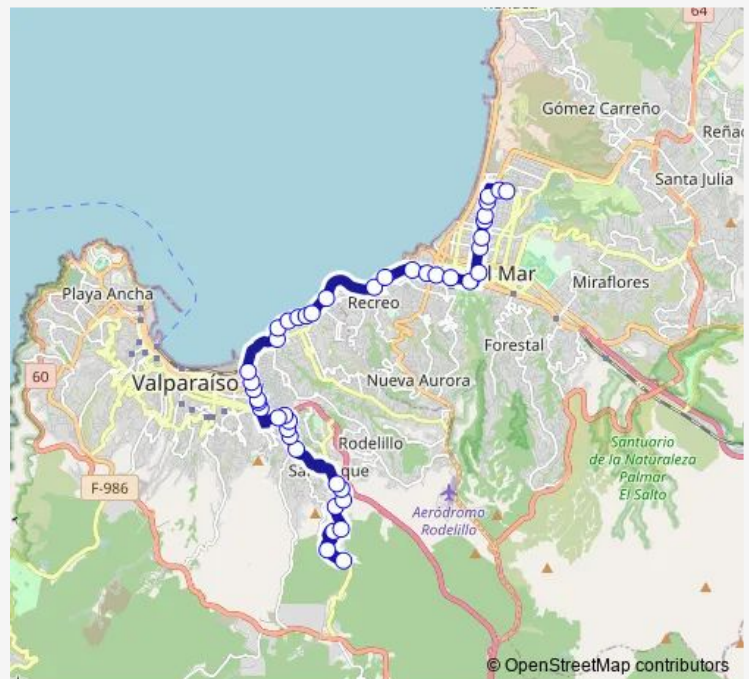 64
Gómez Carreño
Santa Julia
Playa Ancha
l Mar
Miraflores
Recreo
Forestal
60
Valparaíso
Nueva Aurora
Rodelillo
Santuario
de la Naturaleza
Palmar
El Salto
F-986
Aeródromo
Rodelillo
© OpenStreetMap contributors